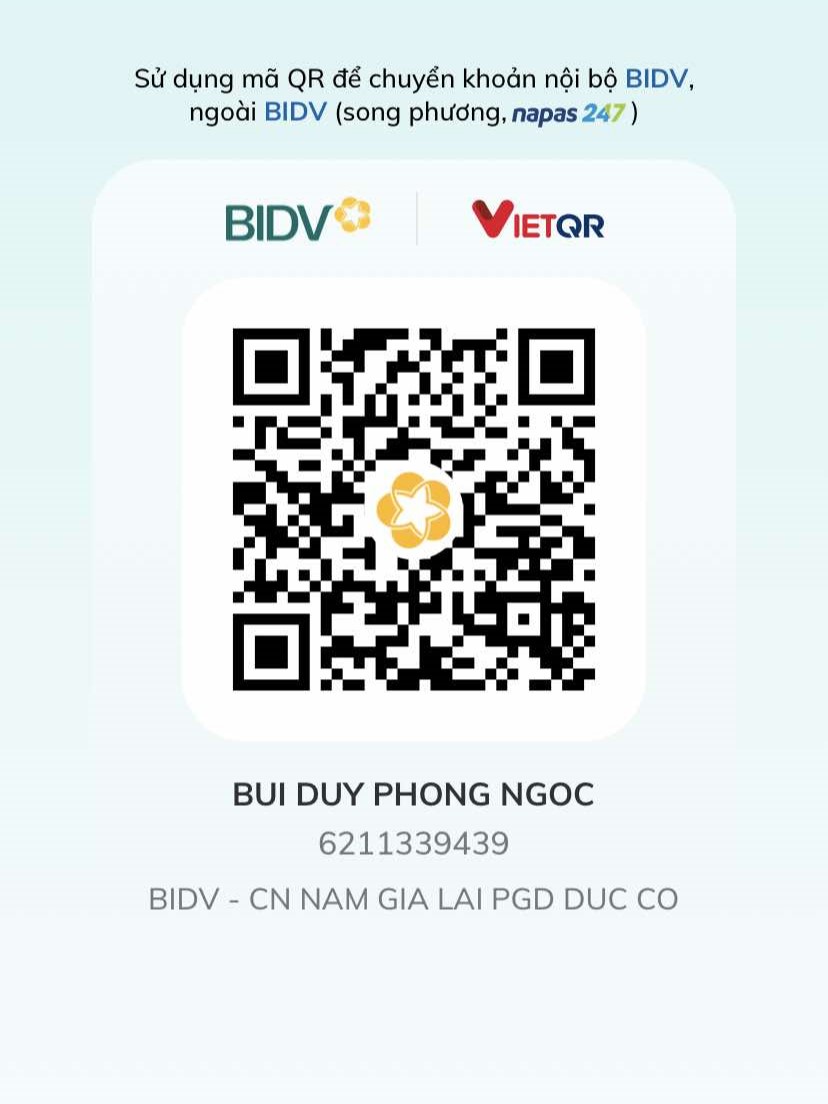 Sử dụng mã QR để chuyển khoản nội bộ BIDV,
ngoài BIDV (song phương, napas 247 )
BIDV
VIETQR
BUI DUY PHONG NGOC
6211339439
BIDV - CN NAM GIA LAI PGD DUC CO